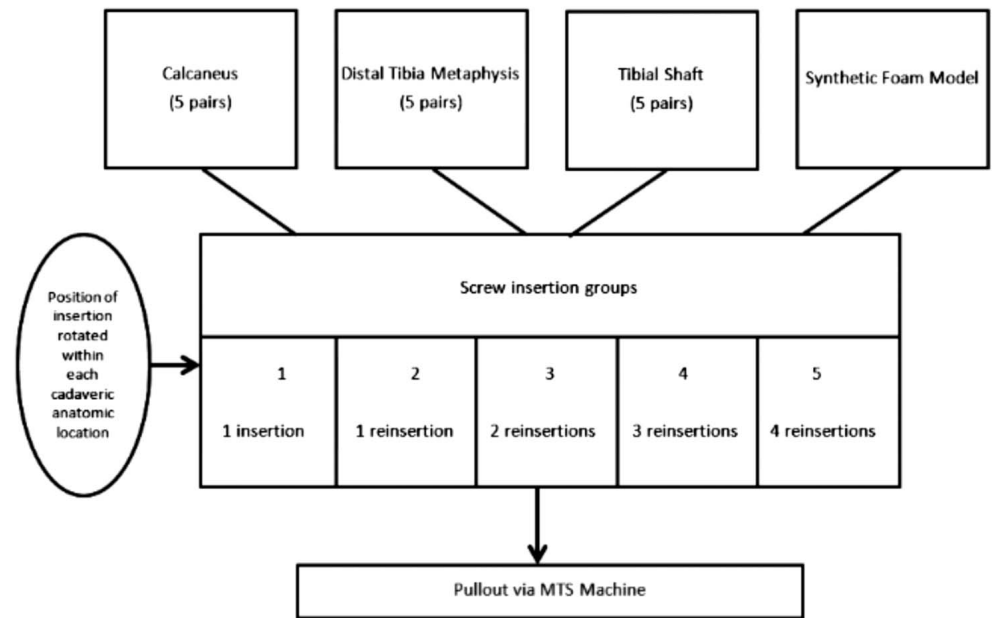 Calcaneus
(5 pairs)
Distal Tibia Metaphysis
(5 pairs)
Tibial Shaft
(5 pairs)
Synthetic Foam Model
Position of
insertion
rotated
within
each
cadaveric
anatomic
location
Screw insertion groups
1
1 insertion
2
1 reinsertion
3
2 reinsertions
4
3 reinsertions
5
4 reinsertions
Pullout via MTS Machine